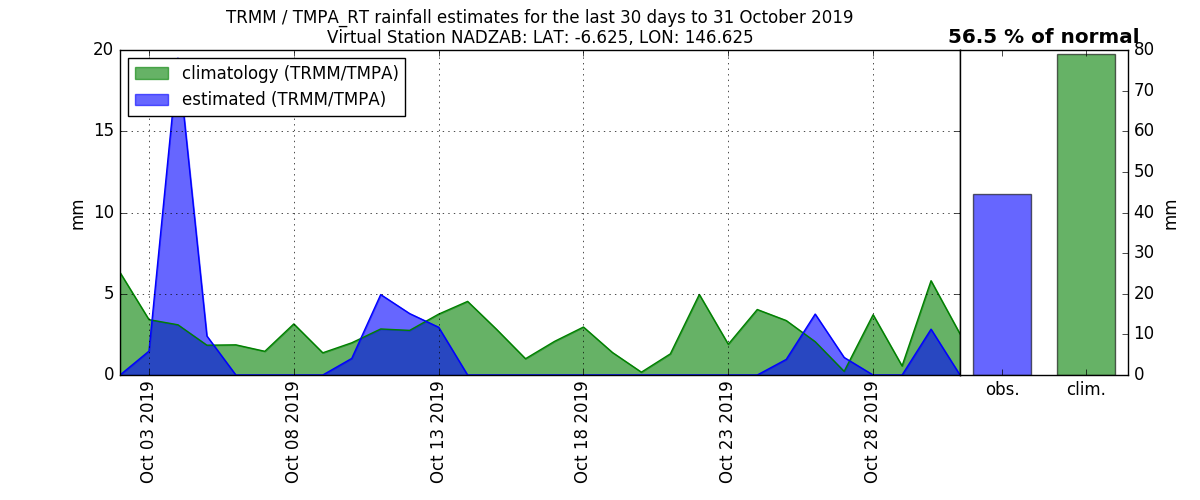 TRMM / TMPA_RT rainfall estimates for the last 30 days to 31 October 2019
Virtual Station NADZAB: LAT: -6.625, LON: 146.625
56.5 % of normal
climatology (TRMM/TMPA)
estimated (TRMM/TMPA)
20
15
10
5
0
mm
Oct 03 2019
Oct 08 2019
Oct 13 2019
Oct 18 2019
Oct 23 2019
Oct 28 2019
80
70
60
50
40
30
20
10
0
mm
obs.
clim.